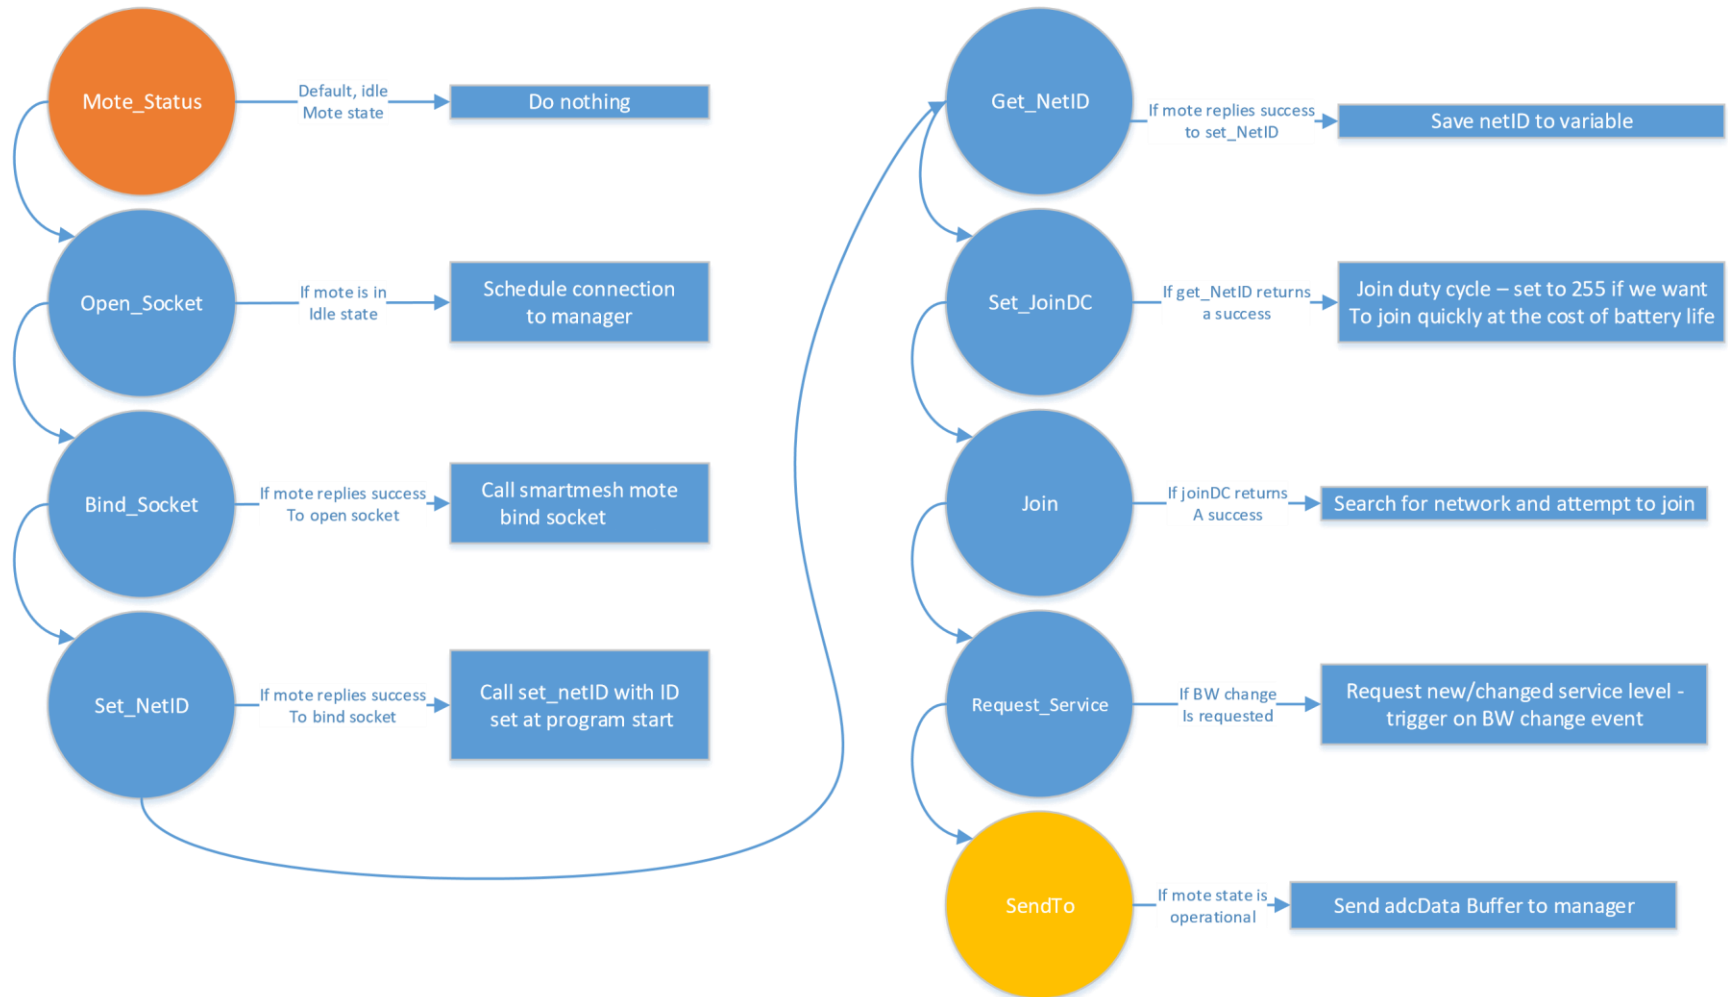 Mote_Status
Default, idle
Mote state
Do nothing
Open_Socket
If mote is in
Idle state
Schedule connection
to manager
Bind_Socket
If mote replies success
To open socket
Call smartmesh mote
bind socket
Set_NetID
If mote replies success
To bind socket
Call set_netID with ID
set at program start
Get_NetID
If mote replies success
to set_NetID
Save netID to variable
Set_JoinDC
If get_NetID returns
a success
Join duty cycle – set to 255 if we want
To join quickly at the cost of battery life
Join
If joinDC returns
A success
Search for network and attempt to join
Request_Service
If BW change
Is requested
Request new/changed service level -
trigger on BW change event
SendTo
If mote state is
operational
Send adcData Buffer to manager